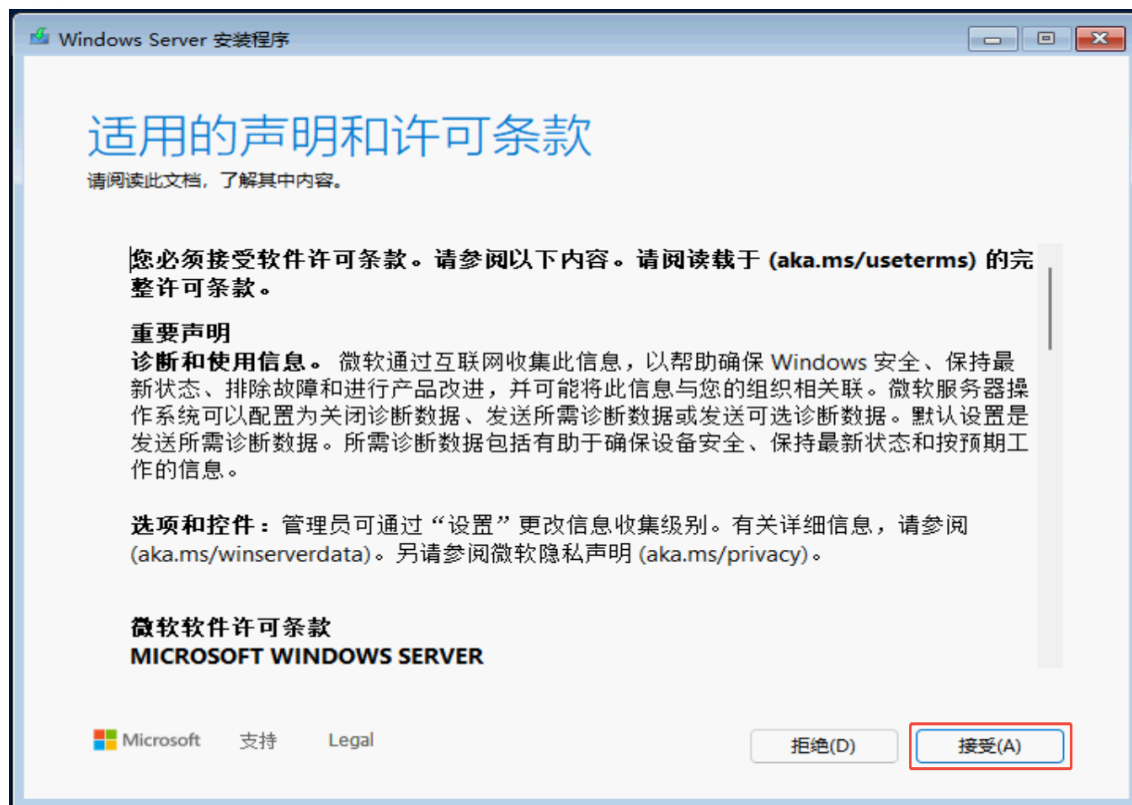 Windows Server 安装程序
适用的声明和许可条款
请阅读此文档，了解其中内容。
您必须接受软件许可条款。请参阅以下内容。请阅读载于 (aka.ms/useterms) 的完
整许可条款。
重要声明
诊断和使用信息。 微软通过互联网收集此信息，以帮助确保 Windows 安全、保持最
新状态、排除故障和进行产品改进，并可能将此信息与您的组织相关联。微软服务器操
作系统可以配置为关闭诊断数据、发送所需诊断数据或发送可选诊断数据。默认设置是
发送所需诊断数据。所需诊断数据包括有助于确保设备安全、保持最新状态和按预期工
作的信息。
选项和控件：管理员可通过“设置”更改信息收集级别。有关详细信息，请参阅
(aka.ms/winserverdata)。另请参阅微软隐私声明 (aka.ms/privacy)。
微软软件许可条款
MICROSOFT WINDOWS SERVER
Microsoft 支持 Legal 拒绝(D) 接受(A)